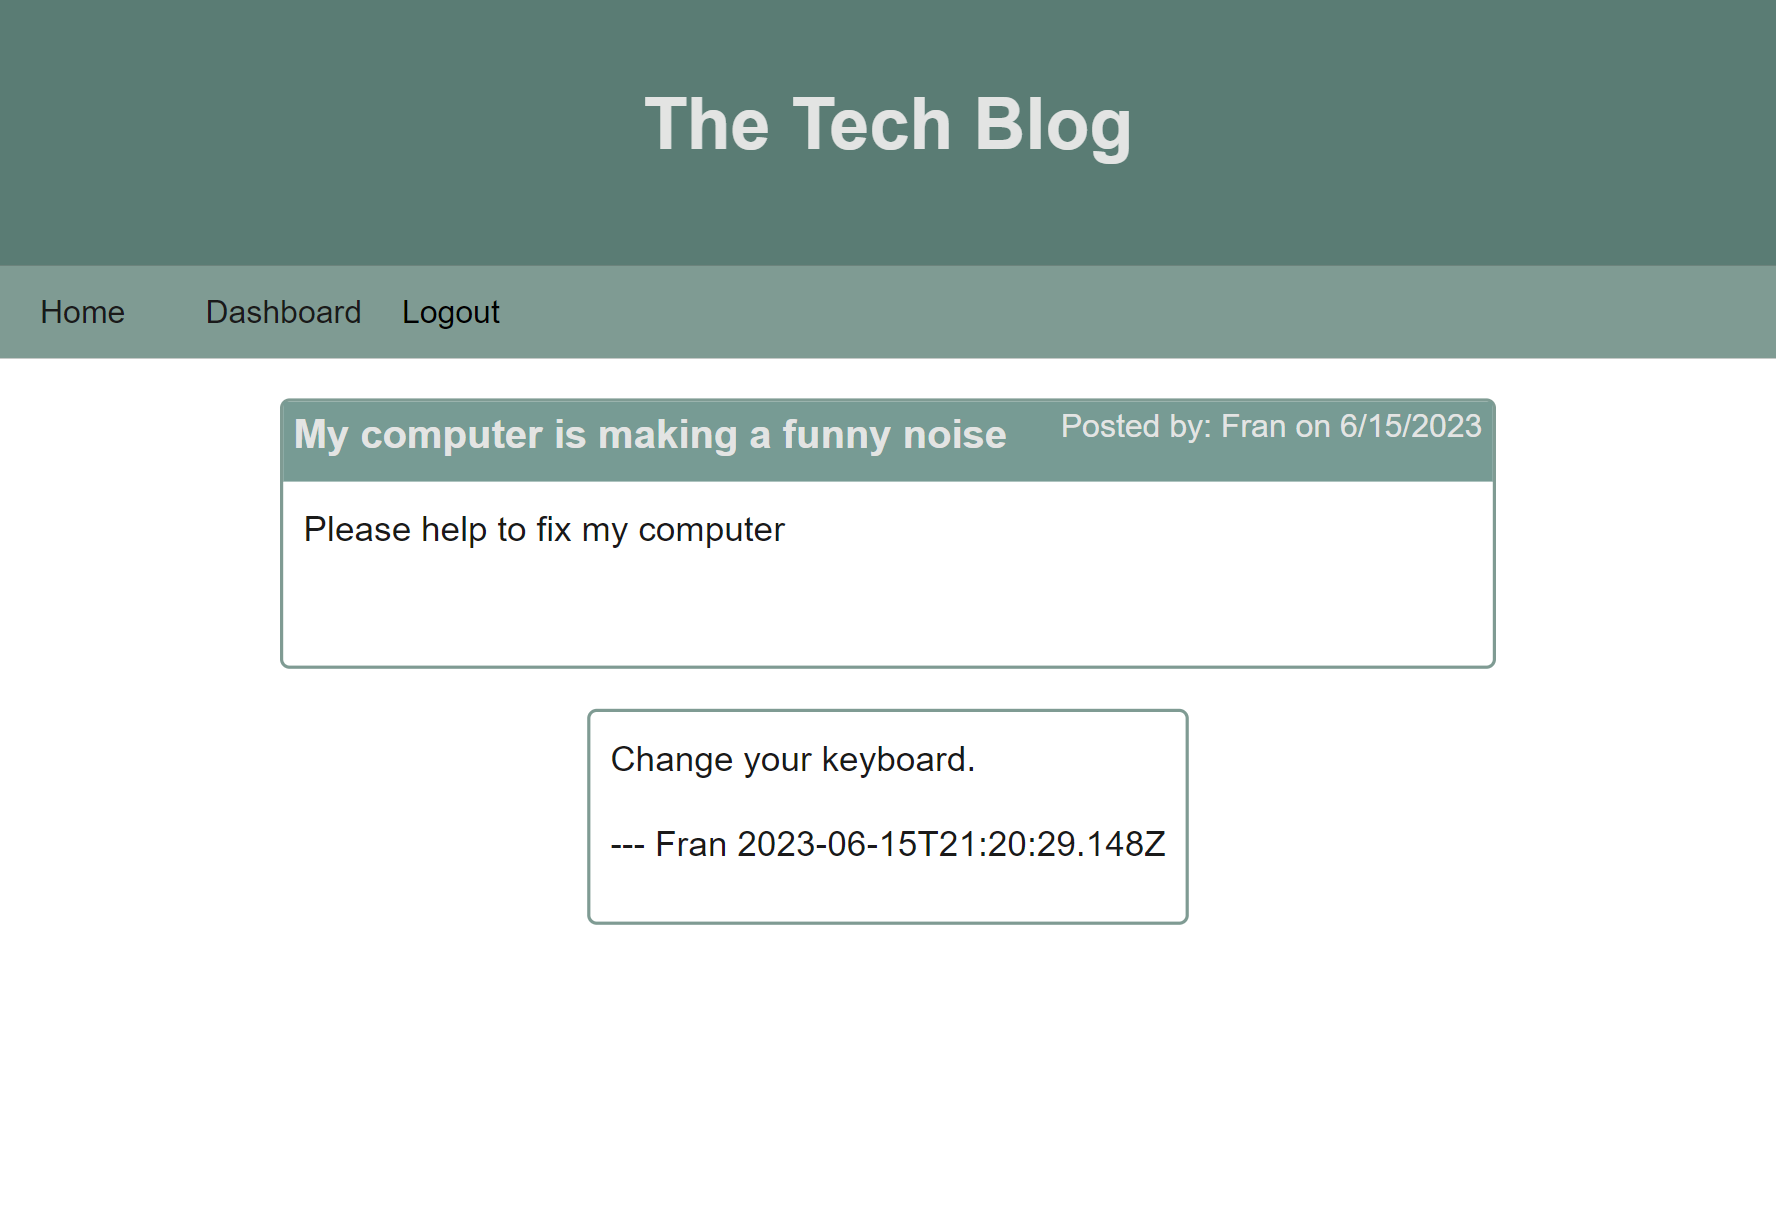 The Tech Blog
Home Dashboard Logout
My computer is making a funny noise Posted by: Fran on 6/15/2023
Please help to fix my computer
Change your keyboard.
--- Fran 2023-06-15T21:20:29.148Z